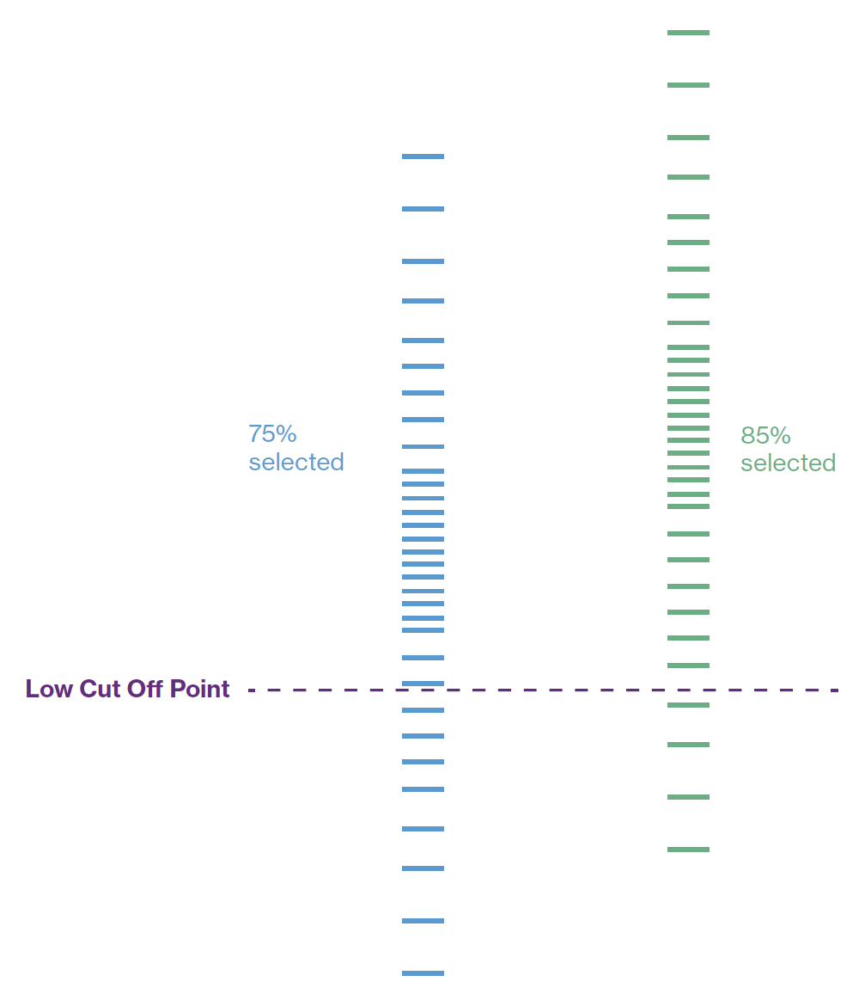 75%
selected
85%
selected
Low Cut Off Point